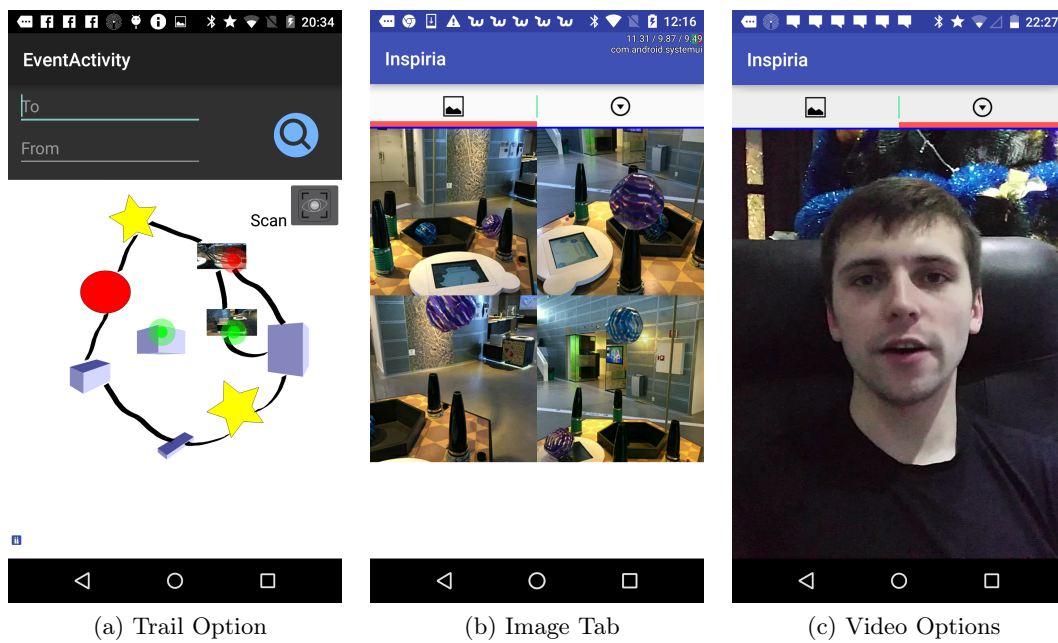 20:34
EventActivity
To
From
Scan
(a) Trail Option
12:16
11.31 / 9.87 / 9.49
com.android.systemui
Inspiria
(b) Image Tab
22:27
Inspiria
(c) Video Options